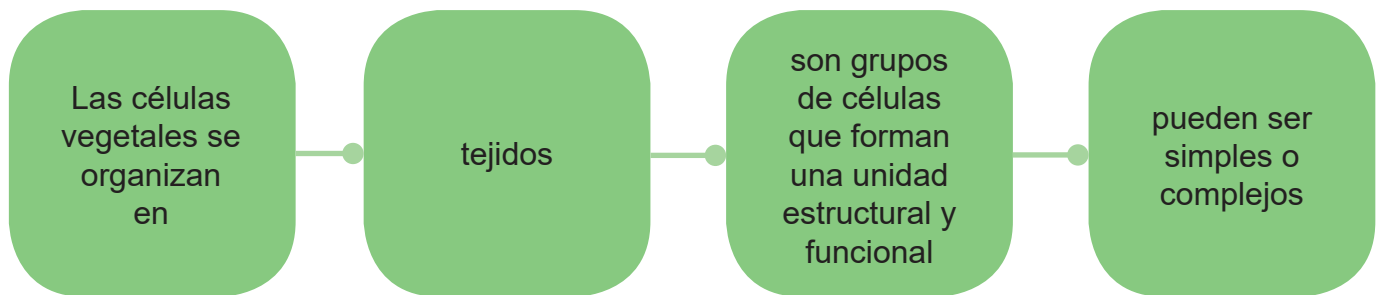 Las células
vegetales se
organizan
en
tejidos
son grupos
de células
que forman
una unidad
estructural y
funcional
pueden ser
simples o
complejos